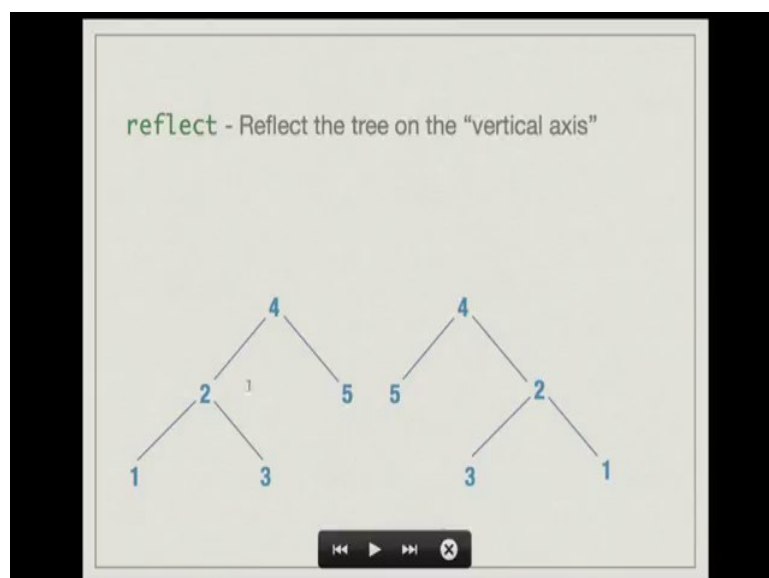 reflect - Reflect the tree on the “vertical axis”
4 4
2 5 5 2
1 3 3 1